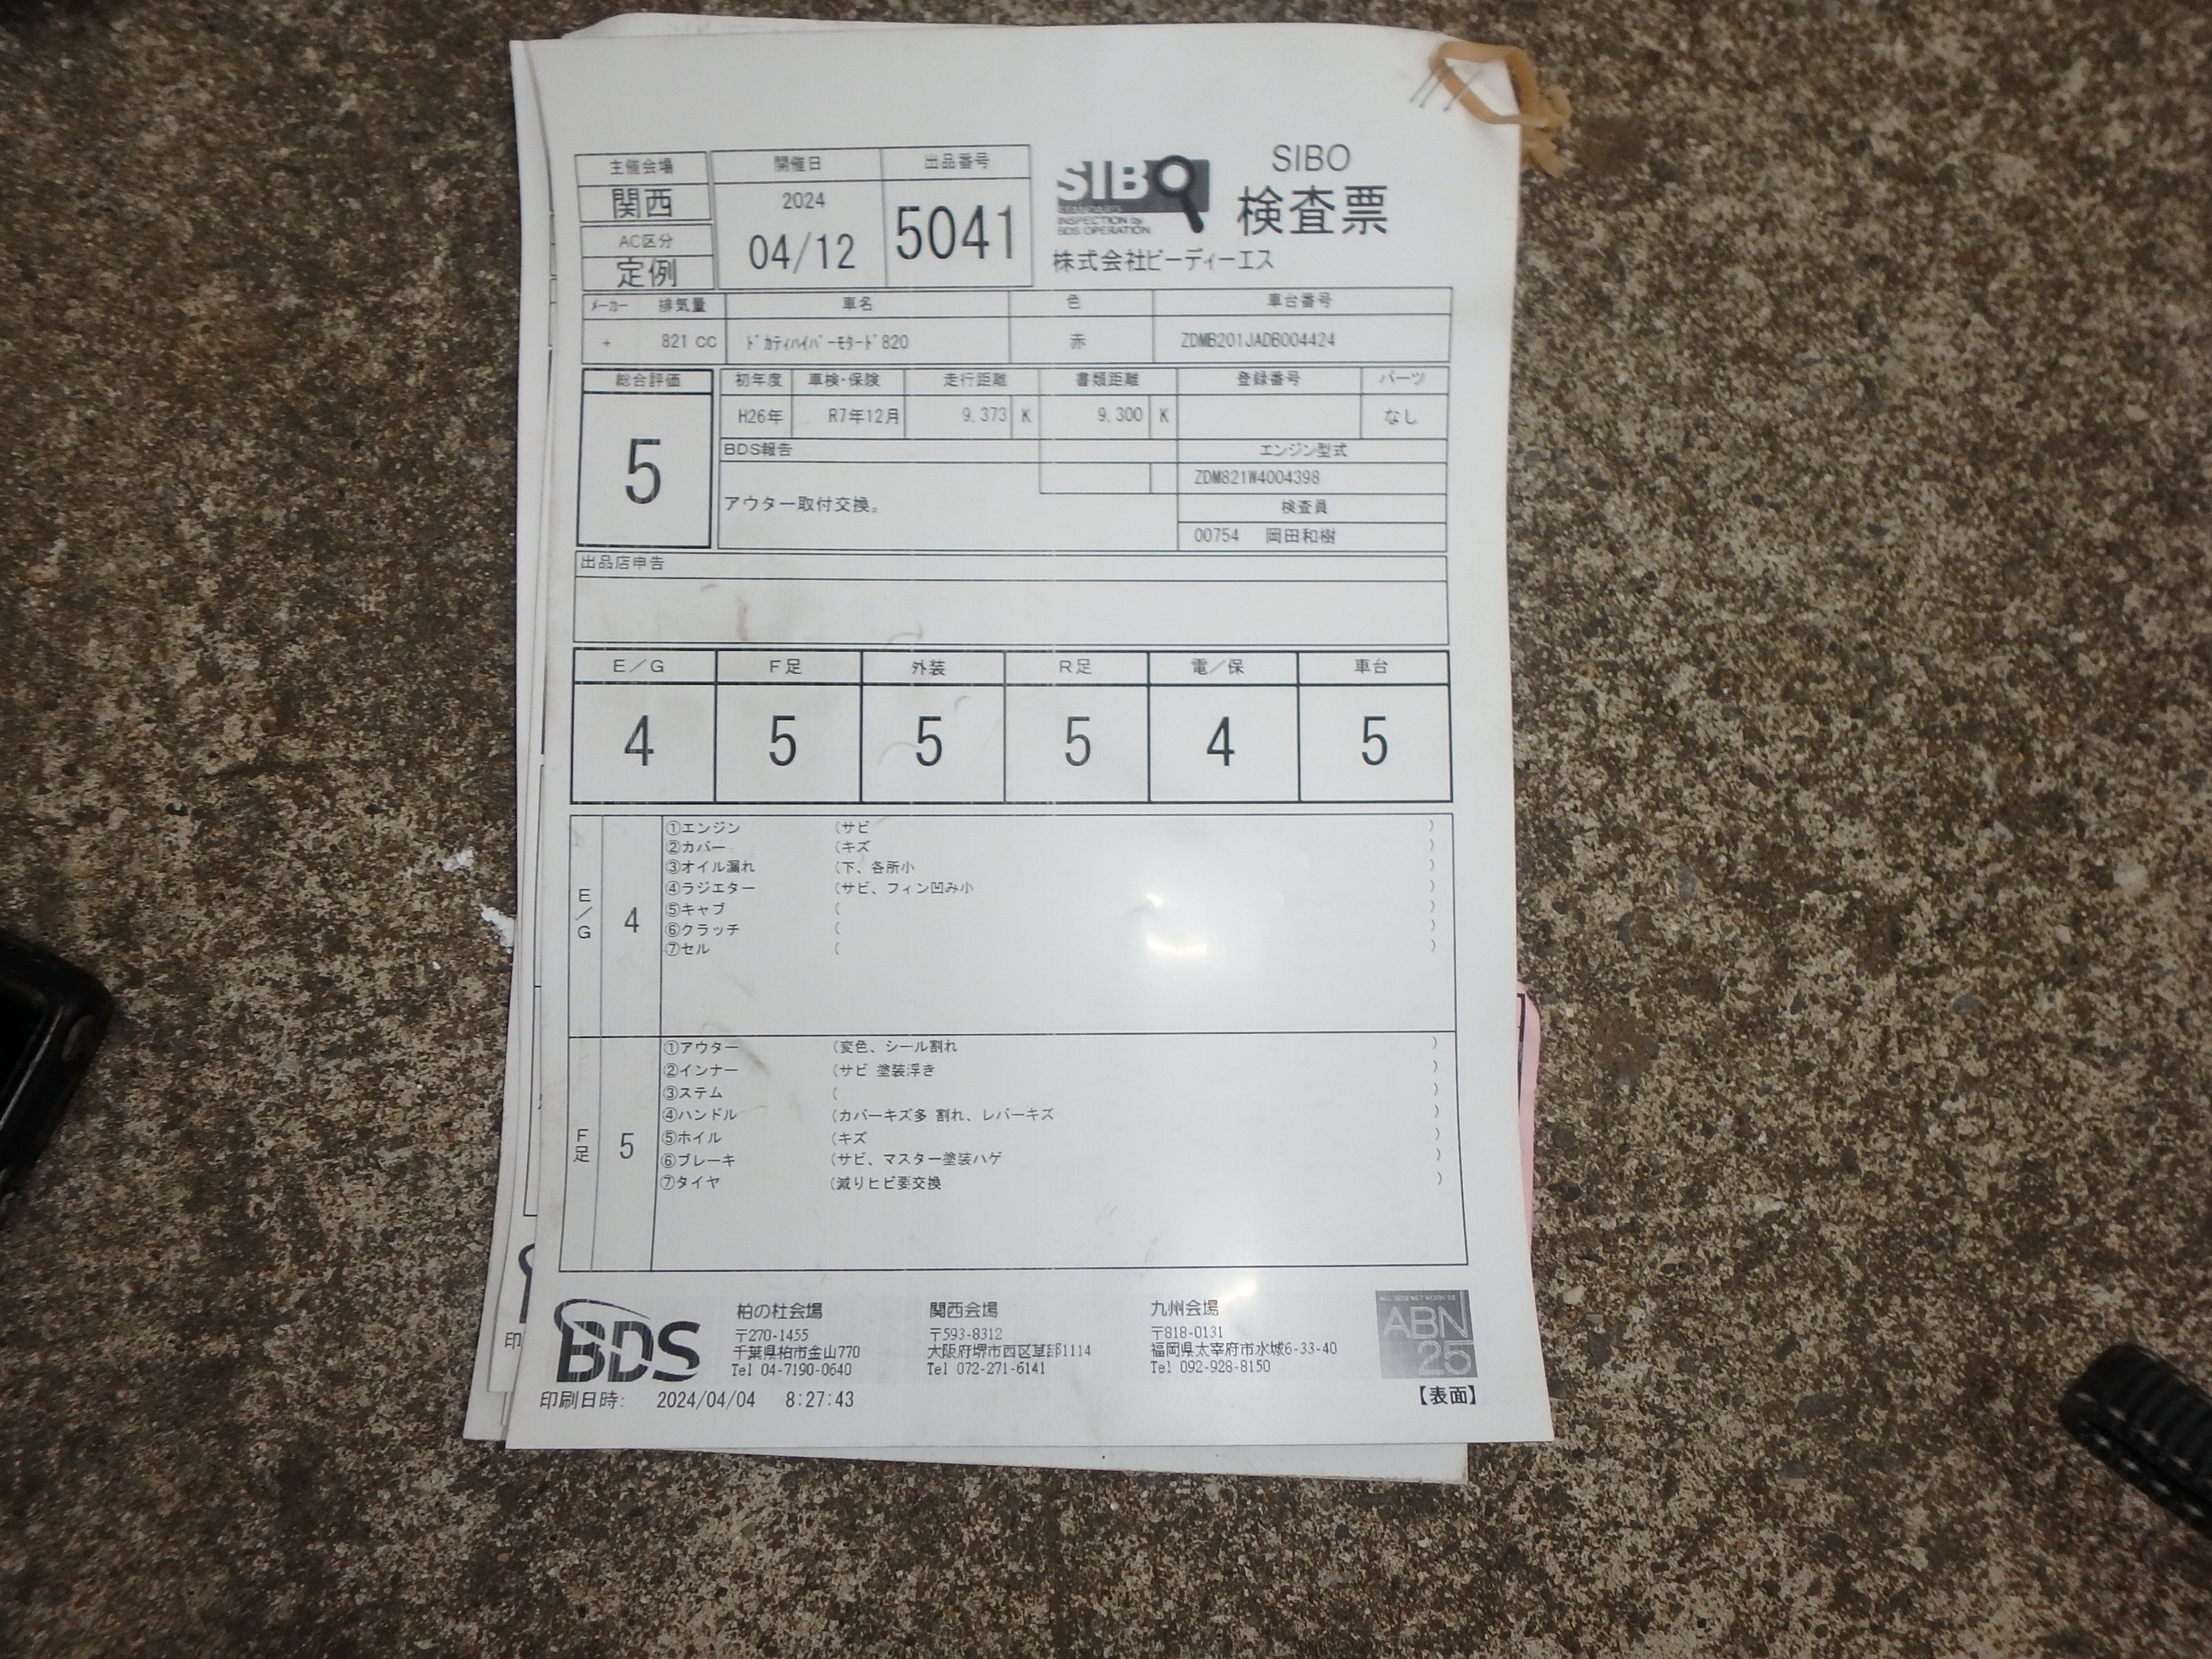 主催会場
関西
AC区分
定例
開催日
2024
04/12
出品番号
5041
SIBO
INSPECTION by
BDS OPERATION
SIBO
検査票
株式会社ビーディーエス
ﾒｰｶｰ 排気量 車名 色 車台番号
+ 821 CC ﾄﾞｶﾃｨﾊｲﾊﾟｰﾓﾀｰﾄﾞ820 赤 ZDMB201JADB004424
総合評価
5
初年度 車検・保険 走行距離 書類距離 登録番号 パーツ
H26年 R7年12月 9,373 K 9,300 K なし
BDS報告
アウター取付交換。
エンジン型式
ZDM821W4004398
検査員
00754 岡田和樹
出品店申告
E/G F足 外装 R足 電/保 車台
4 5 5 5 4 5
E/G
4
①エンジン (サビ )
②カバー (キズ )
③オイル漏れ (下、各所小 )
④ラジエター (サビ、フィン凹み小 )
⑤キャブ ( )
⑥クラッチ ( )
⑦セル ( )
F足
5
①アウター (変色、シール割れ )
②インナー (サビ 塗装浮き )
③ステム ( )
④ハンドル (カバーキズ多 割れ、レバーキズ )
⑤ホイル (キズ )
⑥ブレーキ (サビ、マスター塗装ハゲ )
⑦タイヤ (減りヒビ要交換 )
BDS
柏の杜会場
〒270-1455
千葉県柏市金山770
Tel 04-7190-0640
関西会場
〒593-8312
大阪府堺市西区草部1114
Tel 072-271-6141
九州会場
〒818-0131
福岡県太宰府市水城6-33-40
Tel 092-928-8150
ABN
25
印刷日時: 2024/04/04 8:27:43
【表面】
印